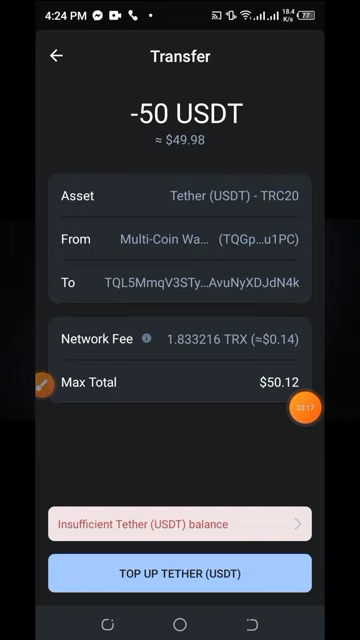 4:24 PM
18.4
K/s
77
Transfer
-50 USDT
≈ $49.98
Asset Tether (USDT) - TRC20
From Multi-Coin Wa... (TQGp...u1PC)
To TQL5MmqV3STy...AvuNyXDJdN4k
Network Fee 1.833216 TRX (≈$0.14)
Max Total $50.12
03:17
Insufficient Tether (USDT) balance
TOP UP TETHER (USDT)